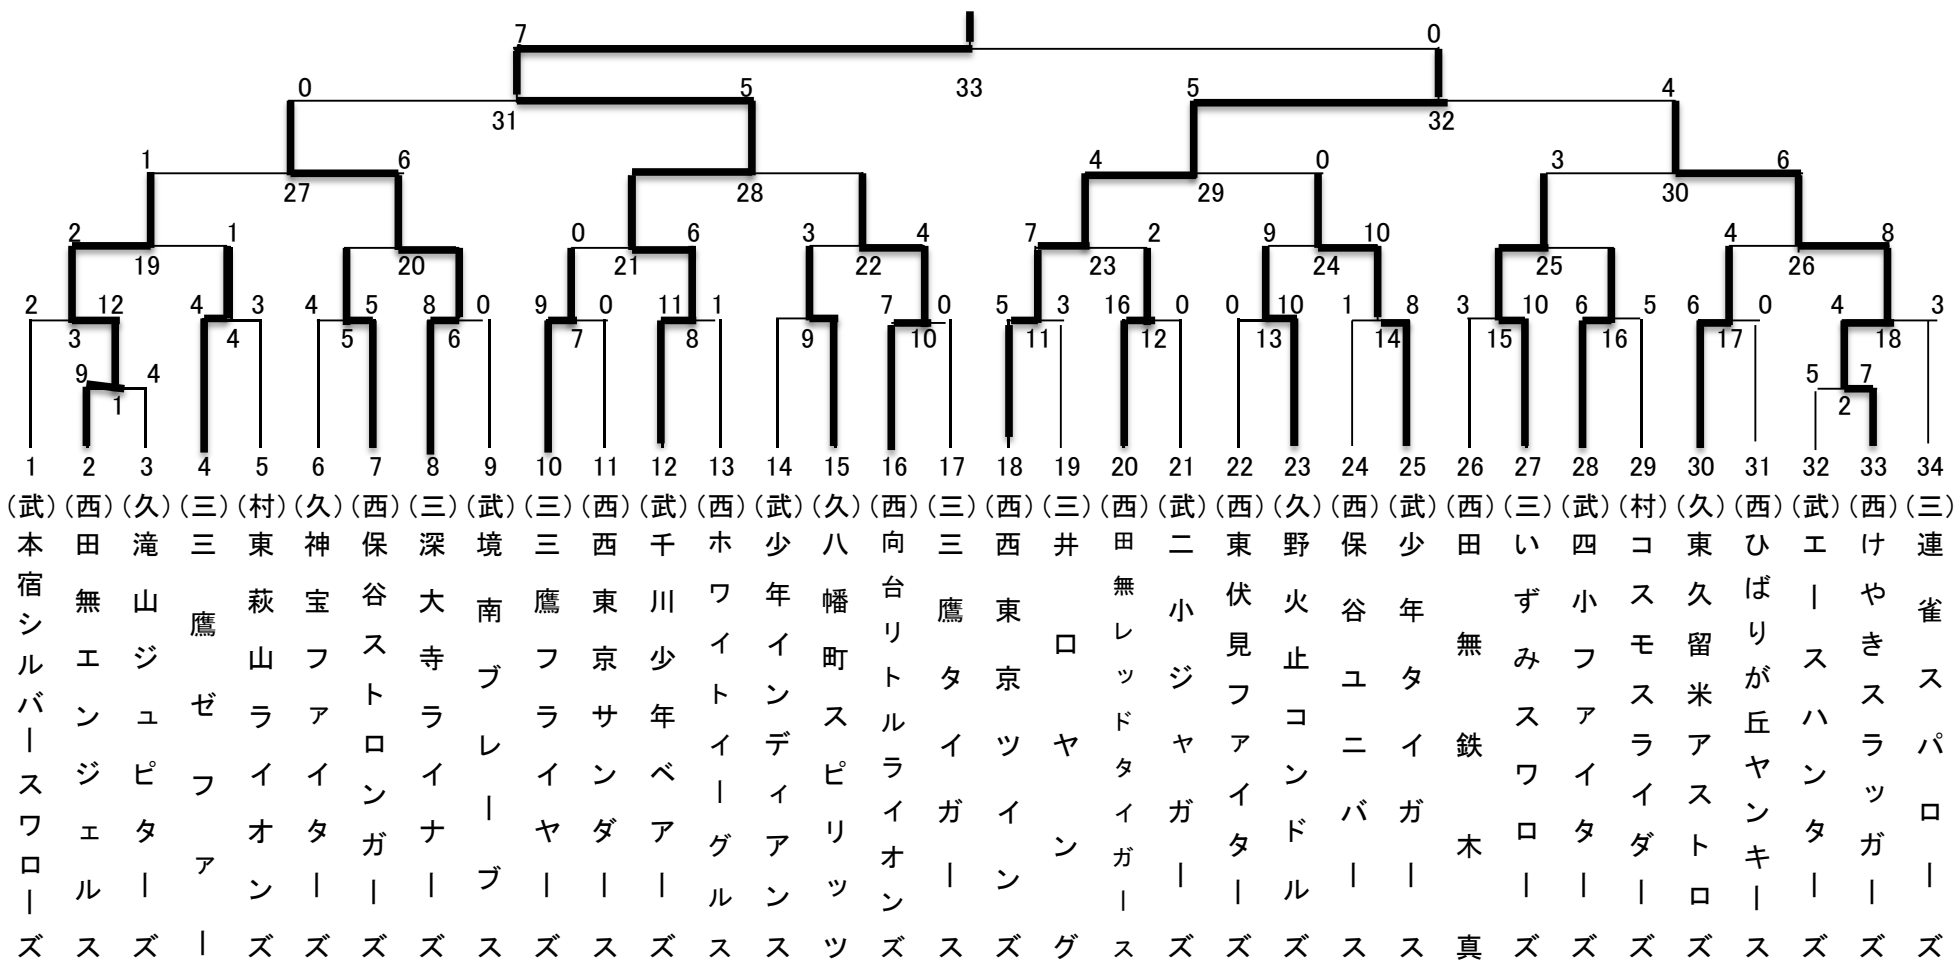 7 0
33
0 5 5 4
31 32
1 6 4 0 3 6
27 28 29 30
2 1 0 6 3 4 7 2 9 10 4 8
19 20 21 22 23 24 25 26
2 12 4 3 4 5 8 0 9 0 11 1 7 0 5 3 16 0 0 10 1 8 3 10 6 5 6 0 4 3
3 4 5 6 7 8 9 10 11 12 13 14 15 16 17 18
9 4 5 7
1 2
1 2 3 4 5 6 7 8 9 10 11 12 13 14 15 16 17 18 19 20 21 22 23 24 25 26 27 28 29 30 31 32 33 34
(武)本宿シルバースワローズ
(西)田無エンジェルス
(久)滝山ジュピターズ
(三)三鷹ゼファー
(村)東萩山ライオンズ
(久)神宝ファイターズ
(西)保谷ストロンガーズ
(三)深大寺ライナーズ
(武)境南ブレーブス
(三)三鷹フライヤーズ
(西)西東京サンダース
(武)千川少年ベアーズ
(西)ホワイトイーグルス
(武)少年インディアンス
(久)八幡町スピリッツ
(西)向台リトルライオンズ
(三)三鷹タイガース
(西)西東京ツインズ
(三)井口ヤング
(西)田無レッドタイガース
(武)二小ジャガーズ
(西)東伏見ファイターズ
(久)野火止コンドルズ
(西)保谷ユニバース
(武)少年タイガース
(西)田無鉄木真
(三)いずみスワローズ
(武)四小ファイターズ
(村)コスモスライダーズ
(久)東久留米アストロズ
(西)ひばりが丘ヤンキース
(武)エースハンターズ
(西)けやきスラッガーズ
(三)連雀スパローズ